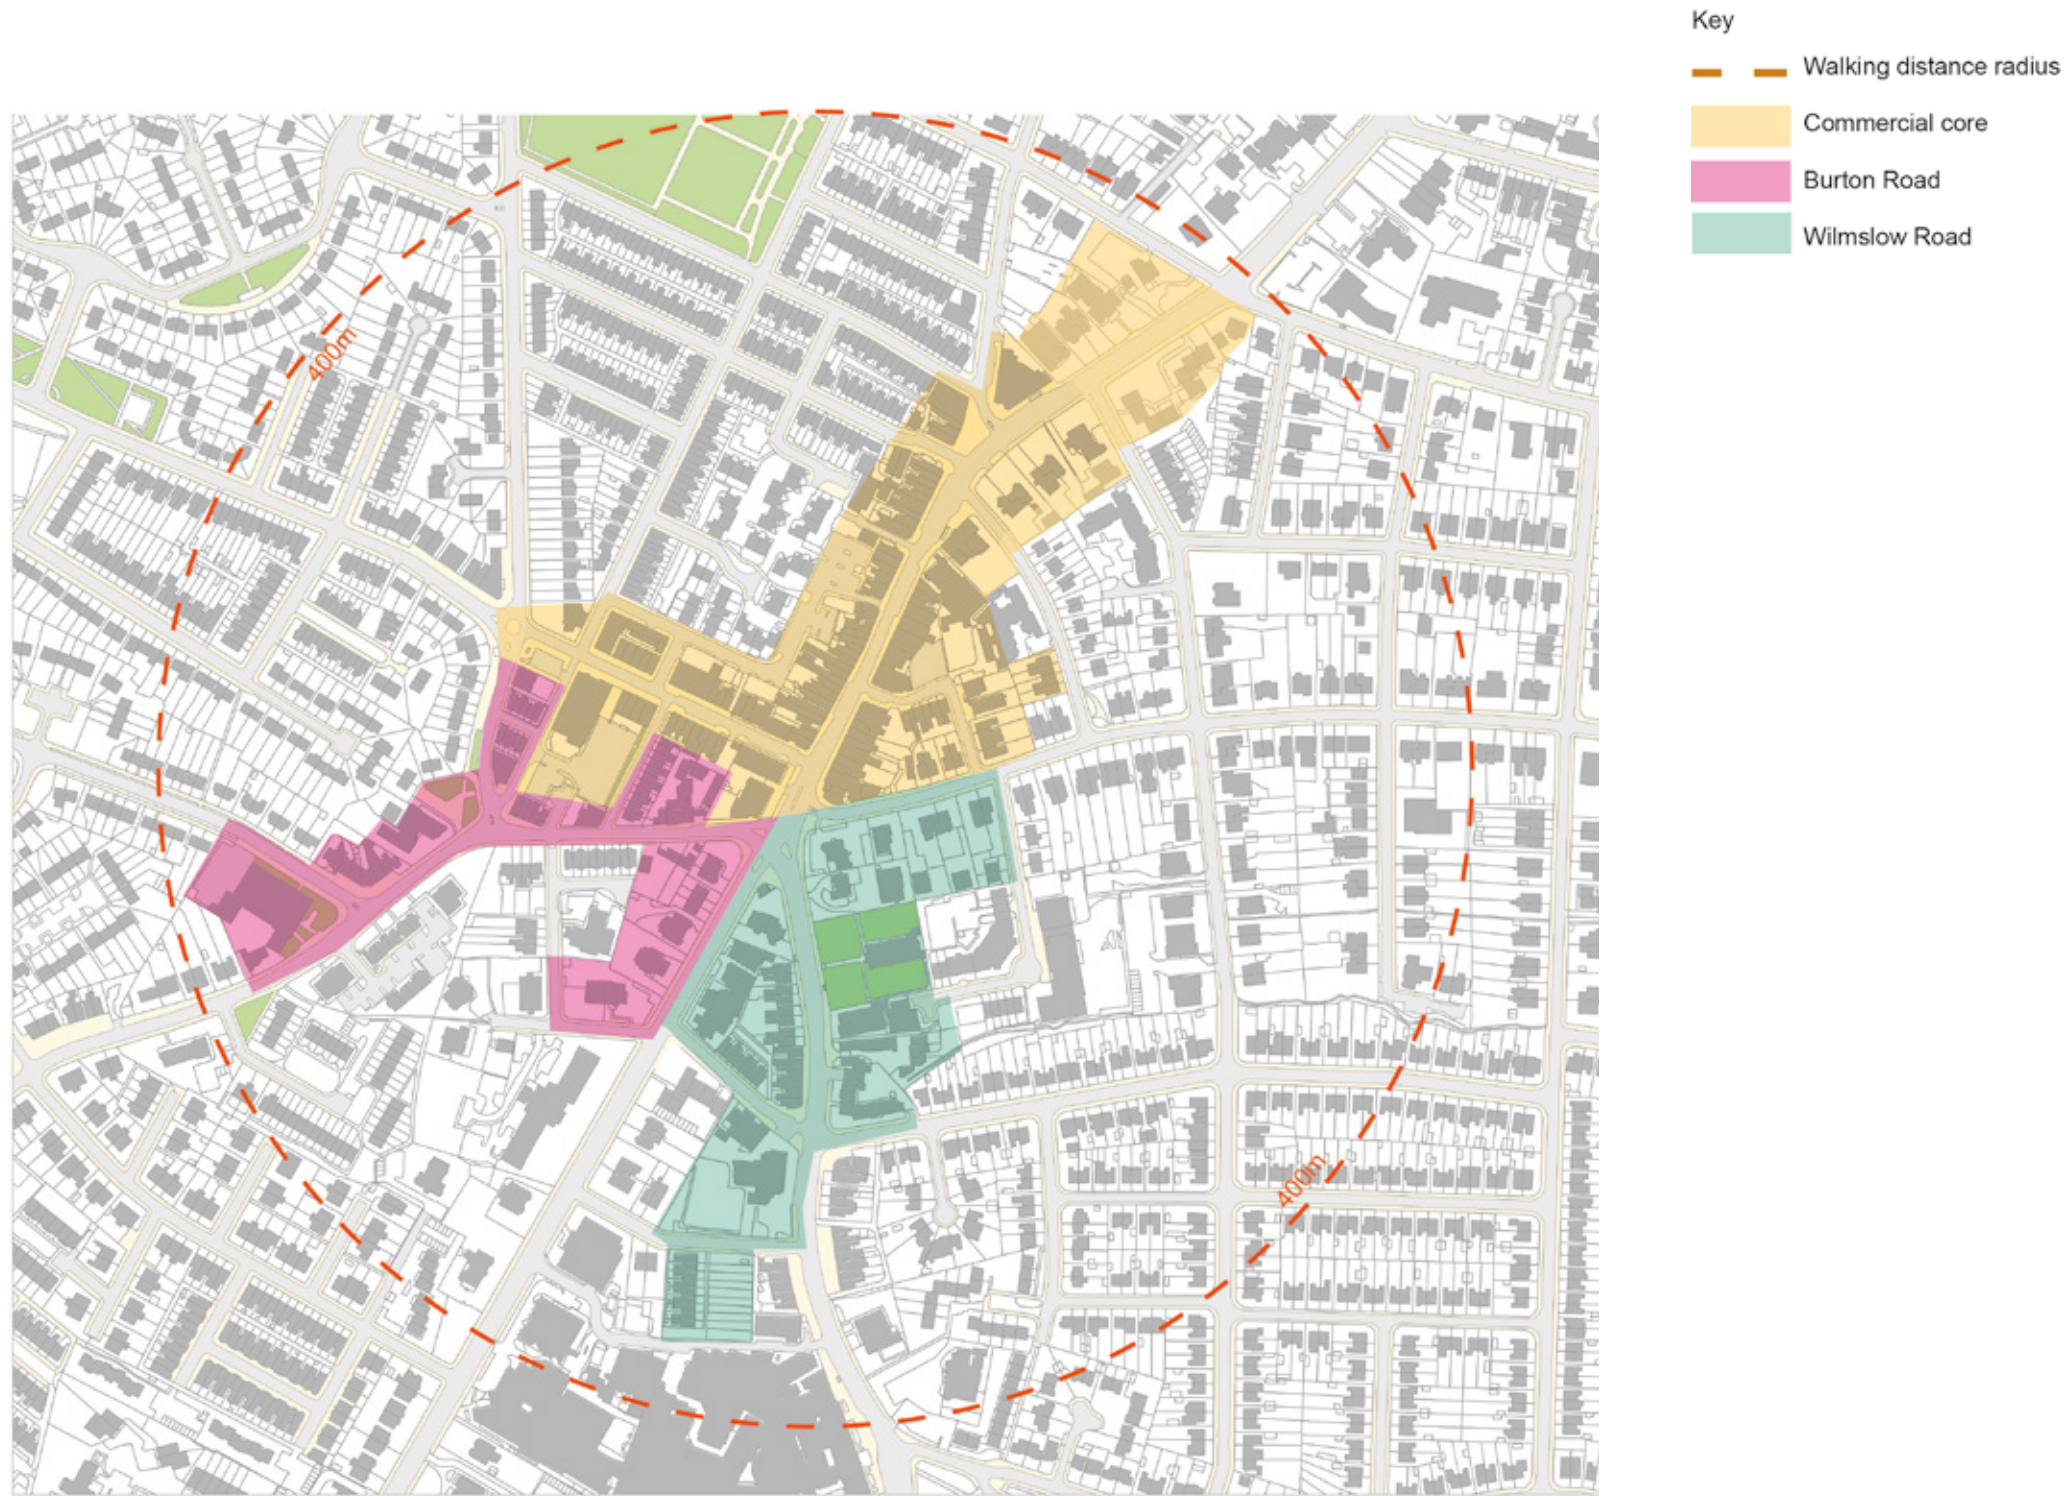 Key
Walking distance radius
Commercial core
Burton Road
Wilmslow Road
400m
400m